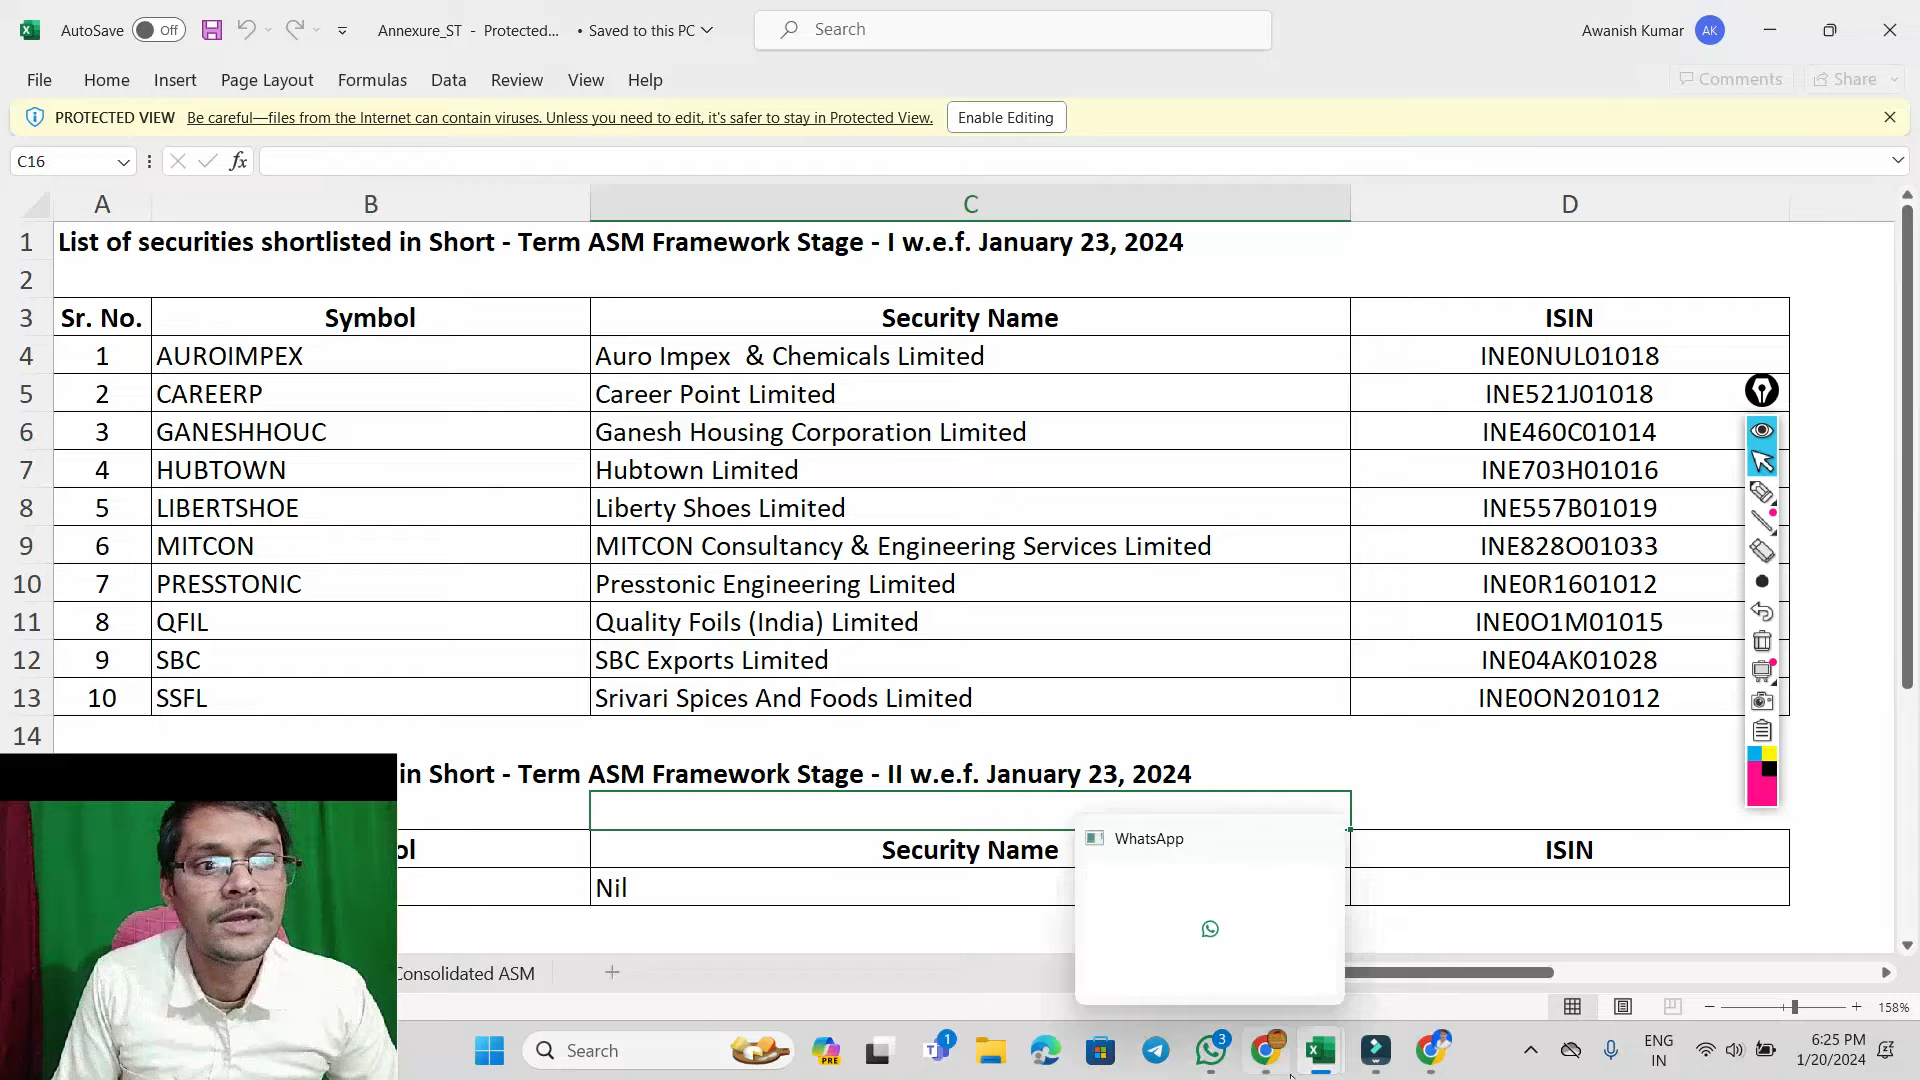 AutoSave Off Annexure_ST - Protected... • Saved to this PC Search Awanish Kumar AK
File Home Insert Page Layout Formulas Data Review View Help Comments Share
PROTECTED VIEW Be careful—files from the Internet can contain viruses. Unless you need to edit, it's safer to stay in Protected View. Enable Editing
C16 fx
A B C D
1 List of securities shortlisted in Short - Term ASM Framework Stage - I w.e.f. January 23, 2024
2
3 Sr. No. Symbol Security Name ISIN
4 1 AUROIMPEX Auro Impex & Chemicals Limited INE0NUL01018
5 2 CAREERP Career Point Limited INE521J01018
6 3 GANESHHOUC Ganesh Housing Corporation Limited INE460C01014
7 4 HUBTOWN Hubtown Limited INE703H01016
8 5 LIBERTSHOE Liberty Shoes Limited INE557B01019
9 6 MITCON MITCON Consultancy & Engineering Services Limited INE828O01033
10 7 PRESSTONIC Presstonic Engineering Limited INE0R1601012
11 8 QFIL Quality Foils (India) Limited INE0O1M01015
12 9 SBC SBC Exports Limited INE04AK01028
13 10 SSFL Srivari Spices And Foods Limited INE0ON201012
14
in Short - Term ASM Framework Stage - II w.e.f. January 23, 2024
WhatsApp
ol Security Name ISIN
Nil
Consolidated ASM
158%
Search PRE 1 3 ENG 6:25 PM
IN 1/20/2024